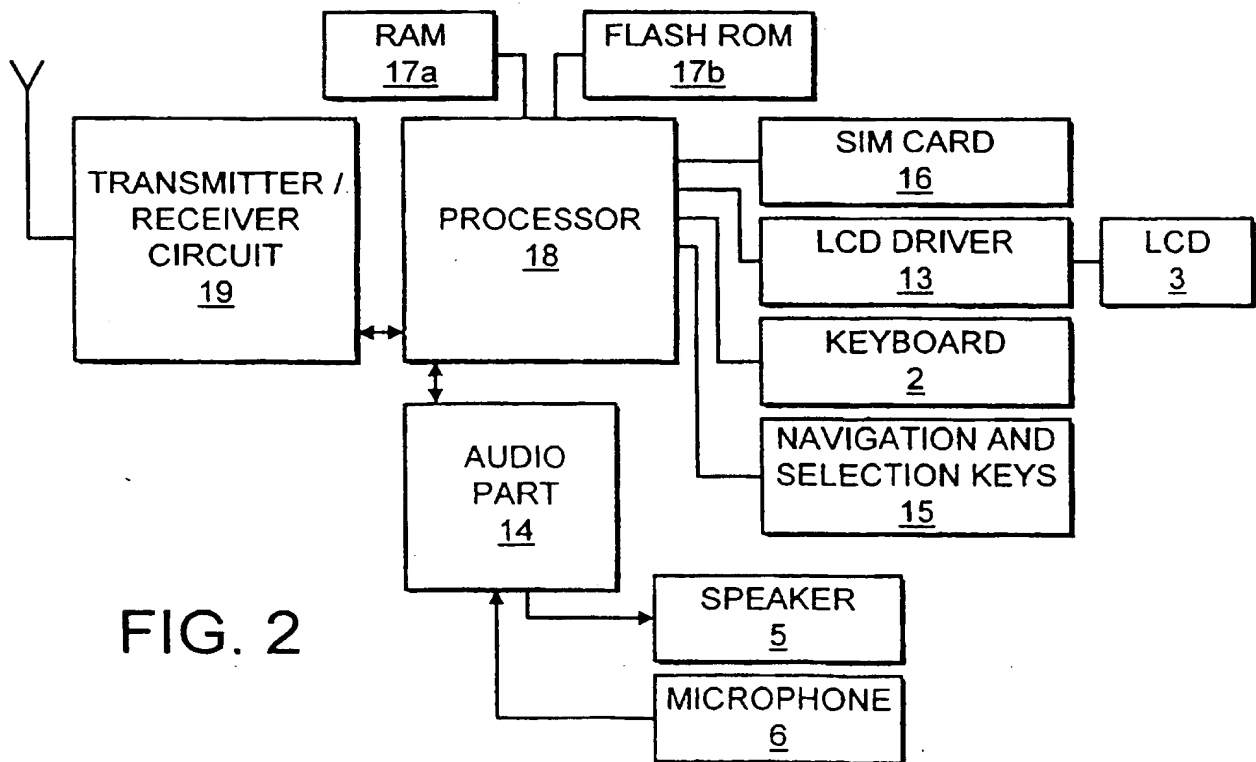 RAM
17a
FLASH ROM
17b
TRANSMITTER /
RECEIVER
CIRCUIT
19
PROCESSOR
18
SIM CARD
16
LCD DRIVER
13
LCD
3
KEYBOARD
2
NAVIGATION AND
SELECTION KEYS
15
AUDIO
PART
14
SPEAKER
5
MICROPHONE
6
FIG. 2